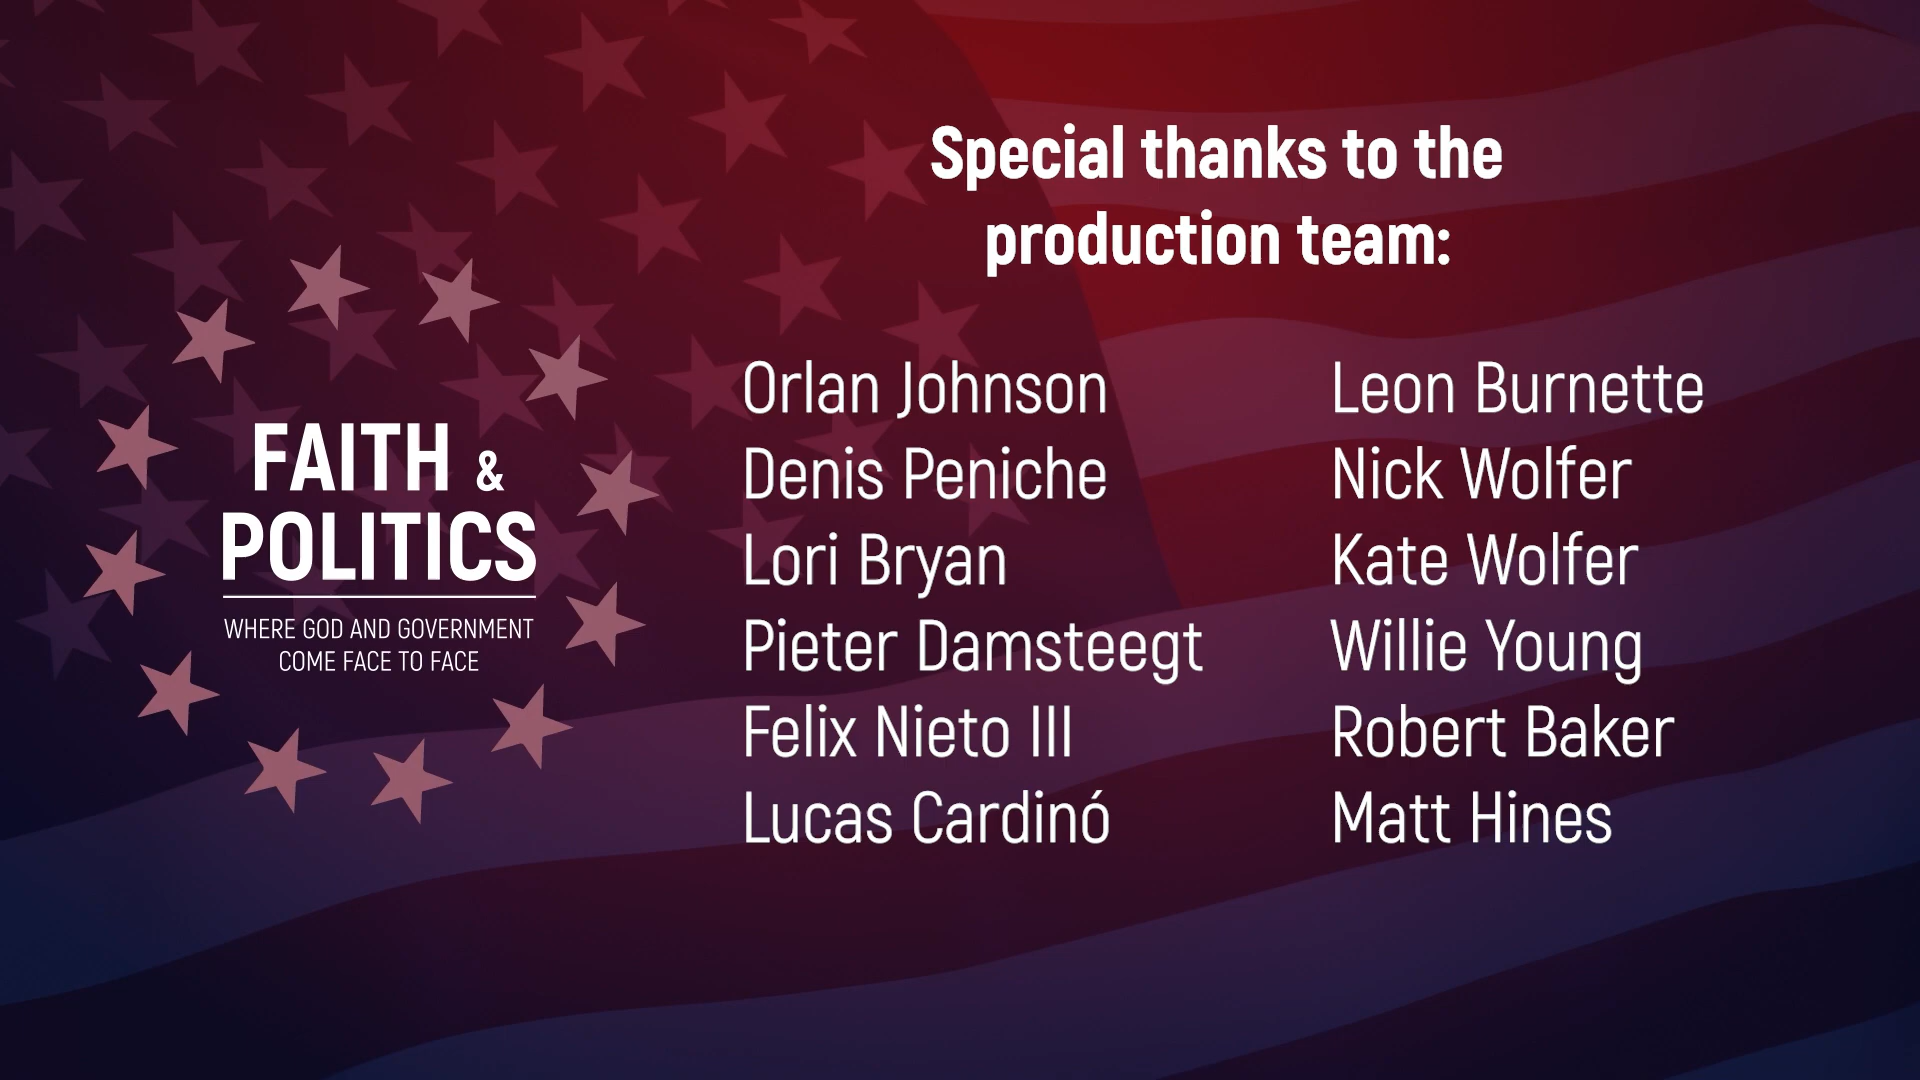 FAITH &
POLITICS
WHERE GOD AND GOVERNMENT
COME FACE TO FACE
Special thanks to the
production team:
Orlan Johnson
Denis Peniche
Lori Bryan
Pieter Damsteegt
Felix Nieto III
Lucas Cardinó
Leon Burnette
Nick Wolfer
Kate Wolfer
Willie Young
Robert Baker
Matt Hines